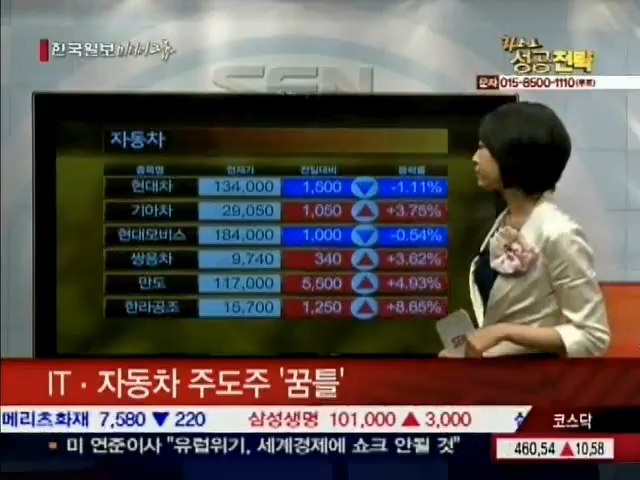 한국일보 미디어그룹
성공전략
문자 015-8500-1110(무료)
SEN
자동차
종목명 현재가 전일대비 등락률
현대차 134,000 1,500 ▼ -1.11%
기아차 29,050 1,050 ▲ +3.75%
현대모비스 184,000 1,000 ▼ -0.54%
쌍용차 9,740 340 ▲ +3.62%
만도 117,000 5,500 ▲ +4.93%
한라공조 15,700 1,250 ▲ +8.65%
IT · 자동차 주도주 '꿈틀'
메리츠화재 7,580 ▼ 220 삼성생명 101,000 ▲ 3,000
코스닥
미 연준이사 "유럽위기, 세계경제에 쇼크 안될 것"
460,54 ▲10,58